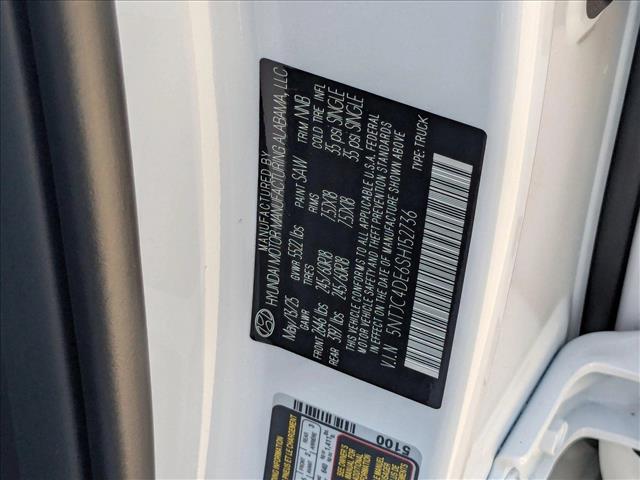 MANUFACTURED BY
HYUNDAI MOTOR MANUFACTURING ALABAMA, LLC
May/13/25 GVWR 5522 lbs PAINT SAW TRIM NNB
GAWR TIRES RIMS COLD TIRE INFL
FRONT 2646 lbs 245/60R18 7.5JX18 35 psi SINGLE
REAR 3197 lbs 245/60R18 7.5JX18 35 psi SINGLE
THIS VEHICLE CONFORMS TO ALL APPLICABLE U.S.A. FEDERAL
MOTOR VEHICLE SAFETY AND THEFT PREVENTION STANDARDS
IN EFFECT ON THE DATE OF MANUFACTURE SHOWN ABOVE
V.I.N 5NTJC4DE6SH152736 TYPE: TRUCK
5100